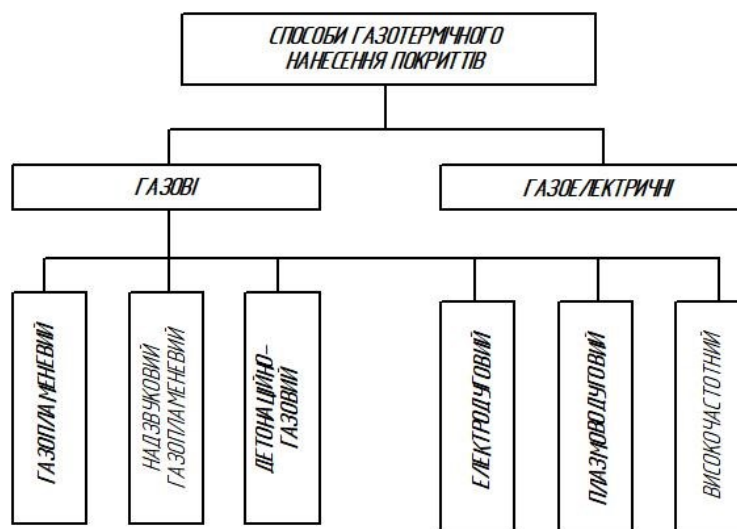 СПОСОБИ ГАЗОТЕРМІЧНОГО
НАНЕСЕННЯ ПОКРИТТІВ
ГАЗОВІ
ГАЗОЕЛЕКТРИЧНІ
ГАЗОПЛАМЕНЕВИЙ
НАДЗВУКОВИЙ
ГАЗОПЛАМЕНЕВИЙ
ДЕТОНАЦІЙНО-
ГАЗОВИЙ
ЕЛЕКТРОДУГОВИЙ
ПЛАЗМОВОДУГОВИЙ
ВИСОКОЧАСТОТНИЙ